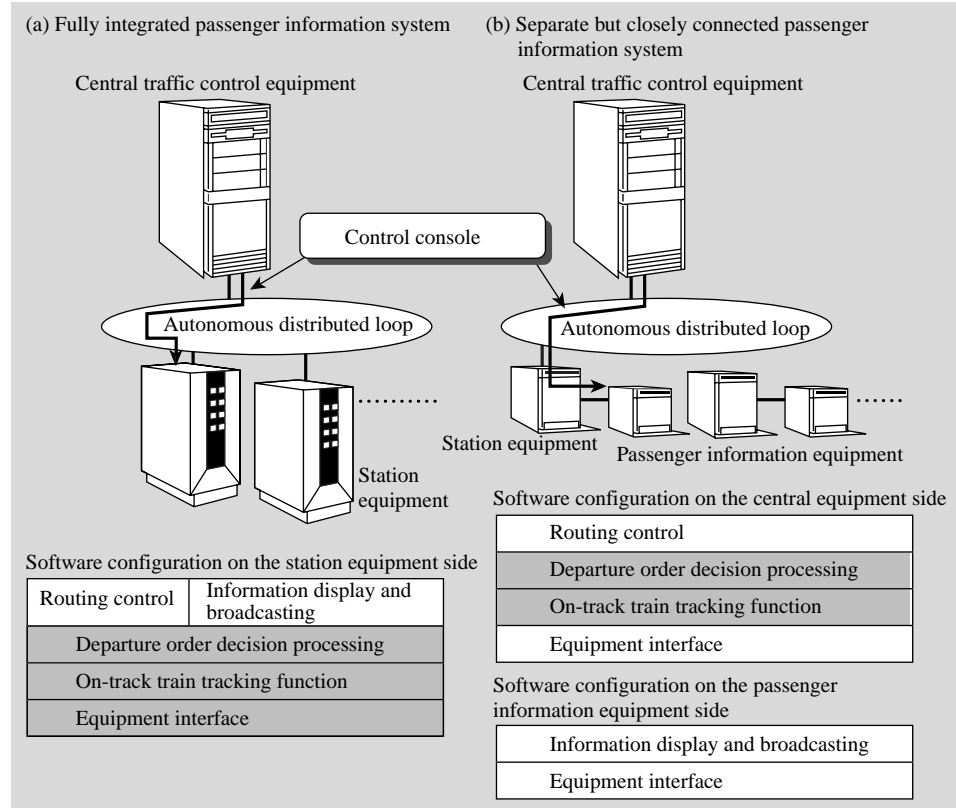 (a) Fully integrated passenger information system
Central traffic control equipment
(b) Separate but closely connected passenger
information system
Central traffic control equipment
Control console
Autonomous distributed loop
Autonomous distributed loop
Station
equipment
Station equipment
Passenger information equipment
Software configuration on the station equipment side
Routing control
Information display and
broadcasting
Departure order decision processing
On-track train tracking function
Equipment interface
Software configuration on the central equipment side
Routing control
Departure order decision processing
On-track train tracking function
Equipment interface
Software configuration on the passenger
information equipment side
Information display and broadcasting
Equipment interface